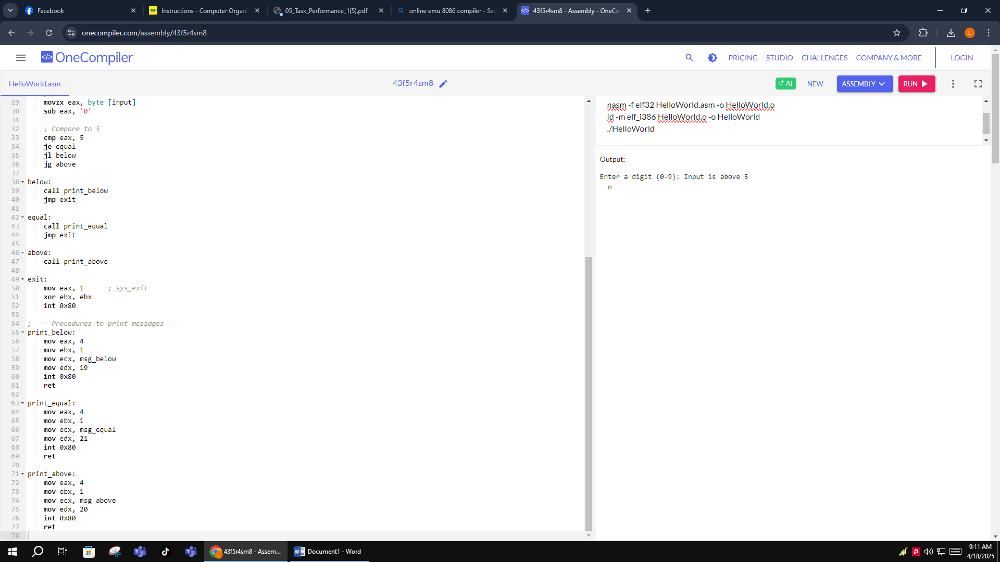 Facebook
Instructions - Computer Organi
05_Task_Performance_1(5).pdf
online emu 8086 compiler - Sea
43f5r4sm8 - Assembly - OneCo
onecompiler.com/assembly/43f5r4sm8
L
OneCompiler
PRICING
STUDIO
CHALLENGES
COMPANY & MORE
LOGIN
HelloWorld.asm
43f5r4sm8
AI
NEW
ASSEMBLY
RUN
29 movzx eax, byte [input]
30 sub eax, '0'
31
32 ; Compare to 5
33 cmp eax, 5
34 je equal
35 jl below
36 jg above
37
38 below:
39 call print_below
40 jmp exit
41
42 equal:
43 call print_equal
44 jmp exit
45
46 above:
47 call print_above
48
49 exit:
50 mov eax, 1 ; sys_exit
51 xor ebx, ebx
52 int 0x80
53
54 ; --- Procedures to print messages ---
55 print_below:
56 mov eax, 4
57 mov ebx, 1
58 mov ecx, msg_below
59 mov edx, 19
60 int 0x80
61 ret
62
63 print_equal:
64 mov eax, 4
65 mov ebx, 1
66 mov ecx, msg_equal
67 mov edx, 21
68 int 0x80
69 ret
70
71 print_above:
72 mov eax, 4
73 mov ebx, 1
74 mov ecx, msg_above
75 mov edx, 20
76 int 0x80
77 ret
78
nasm -f elf32 HelloWorld.asm -o HelloWorld.o
ld -m elf_i386 HelloWorld.o -o HelloWorld
./HelloWorld
Output:
Enter a digit (0-9): Input is above 5
n
43f5r4sm8 - Assem...
Document1 - Word
9:11 AM
4/18/2025